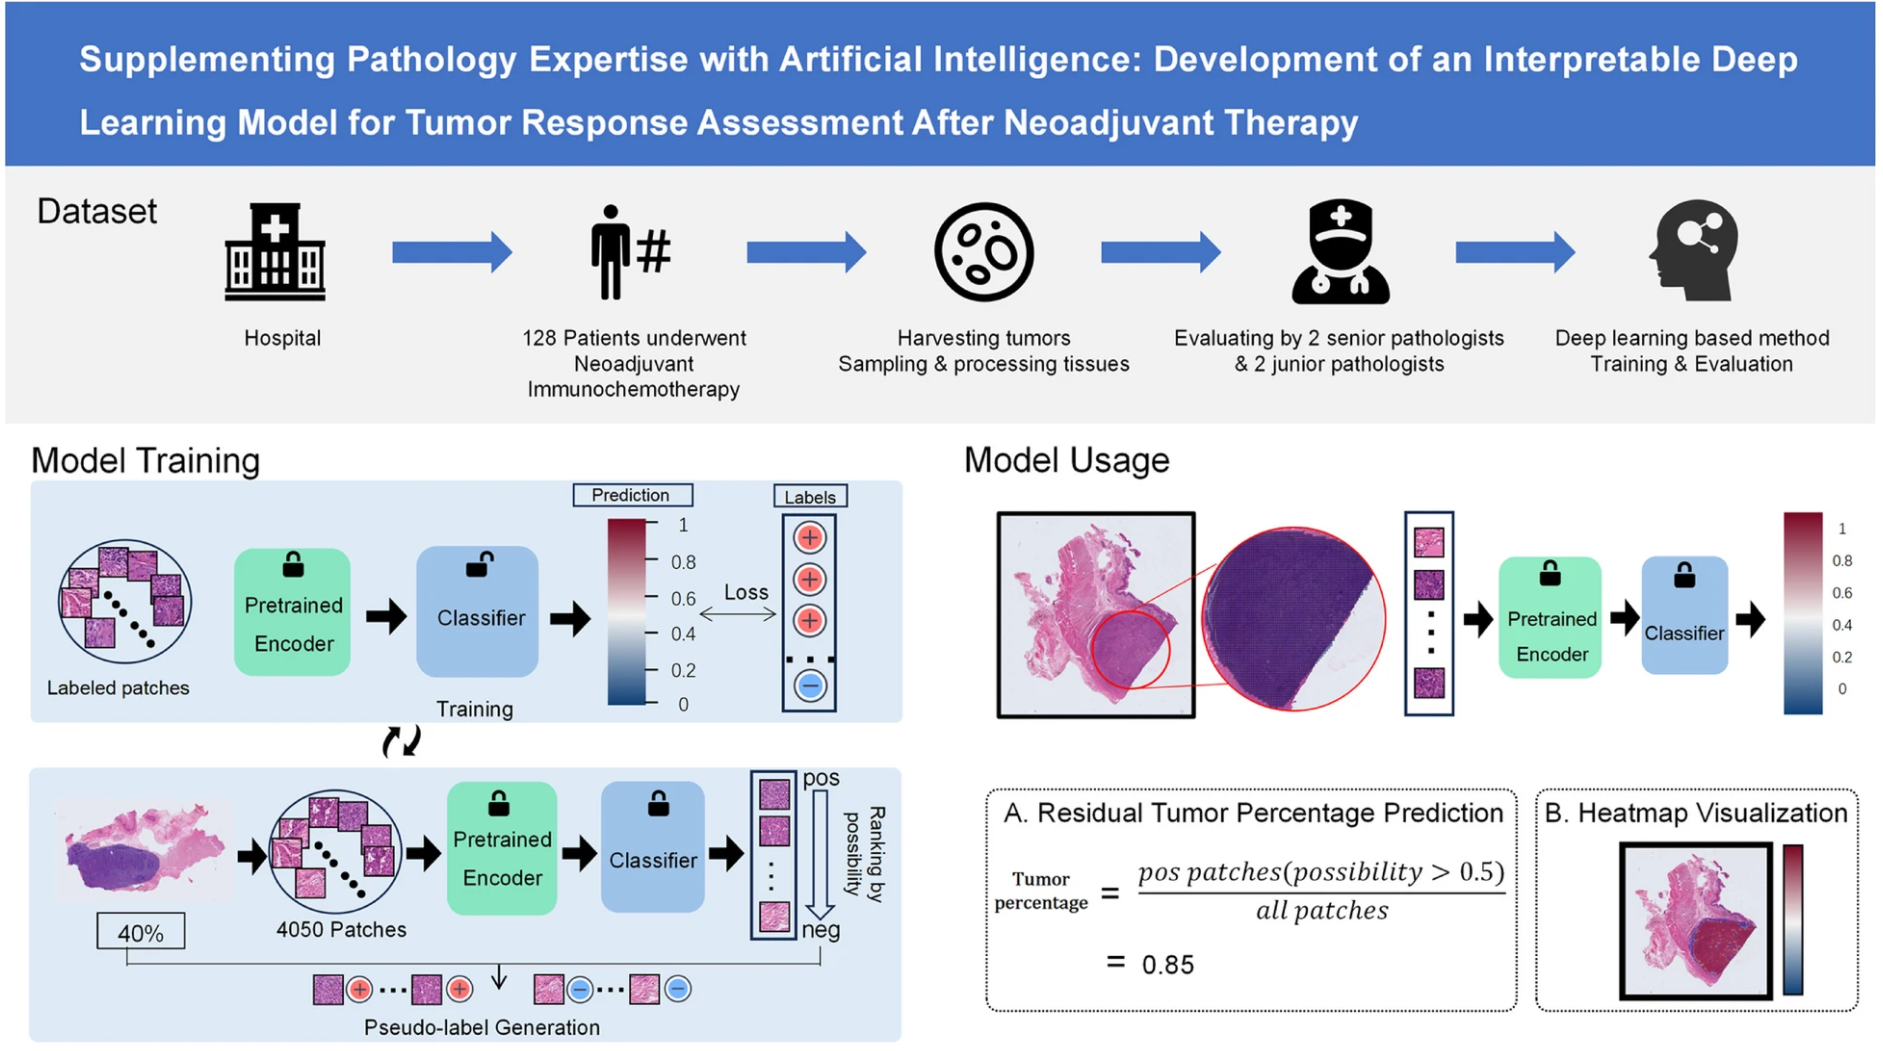 Supplementing Pathology Expertise with Artificial Intelligence: Development of an Interpretable Deep
Learning Model for Tumor Response Assessment After Neoadjuvant Therapy
Dataset
#
Hospital
128 Patients underwent
Neoadjuvant
Immunochemotherapy
Harvesting tumors
Sampling & processing tissues
Evaluating by 2 senior pathologists
& 2 junior pathologists
Deep learning based method
Training & Evaluation
Model Training
Labeled patches
Pretrained
Encoder
Classifier
Training
Prediction
1
0.8
0.6
0.4
0.2
0
Loss
Labels
+
+
+
−
40%
4050 Patches
Pretrained
Encoder
Classifier
pos
neg
Ranking by
possibility
+ ··· +
− ··· −
Pseudo-label Generation
Model Usage
Pretrained
Encoder
Classifier
1
0.8
0.6
0.4
0.2
0
A. Residual Tumor Percentage Prediction
Tumor
percentage
=
pos patches(possibility > 0.5)
all patches
= 0.85
B. Heatmap Visualization